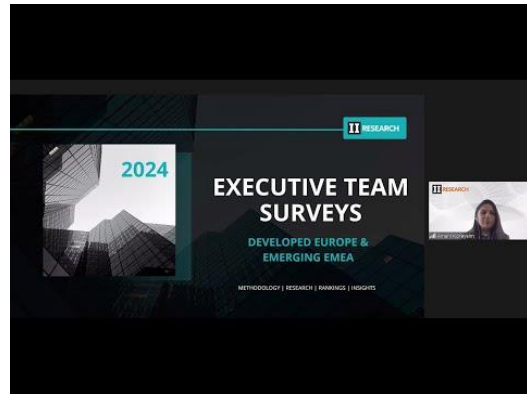 II RESEARCH
2024
EXECUTIVE TEAM
SURVEYS
DEVELOPED EUROPE &
EMERGING EMEA
METHODOLOGY | RESEARCH | RANKINGS | INSIGHTS
II RESEARCH